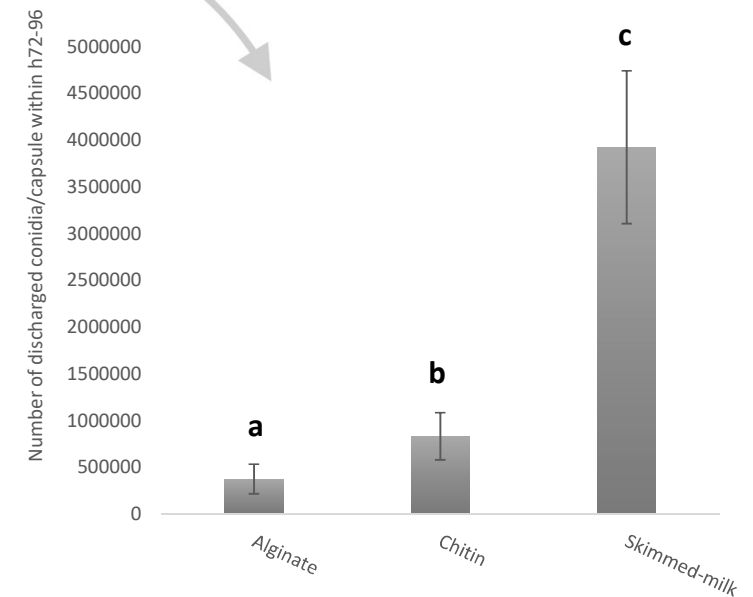 Number of discharged conidia/capsule within h72-96
5000000
4500000
4000000
3500000
3000000
2500000
2000000
1500000
1000000
500000
0
a
b
c
Alginate
Chitin
Skimmed-milk